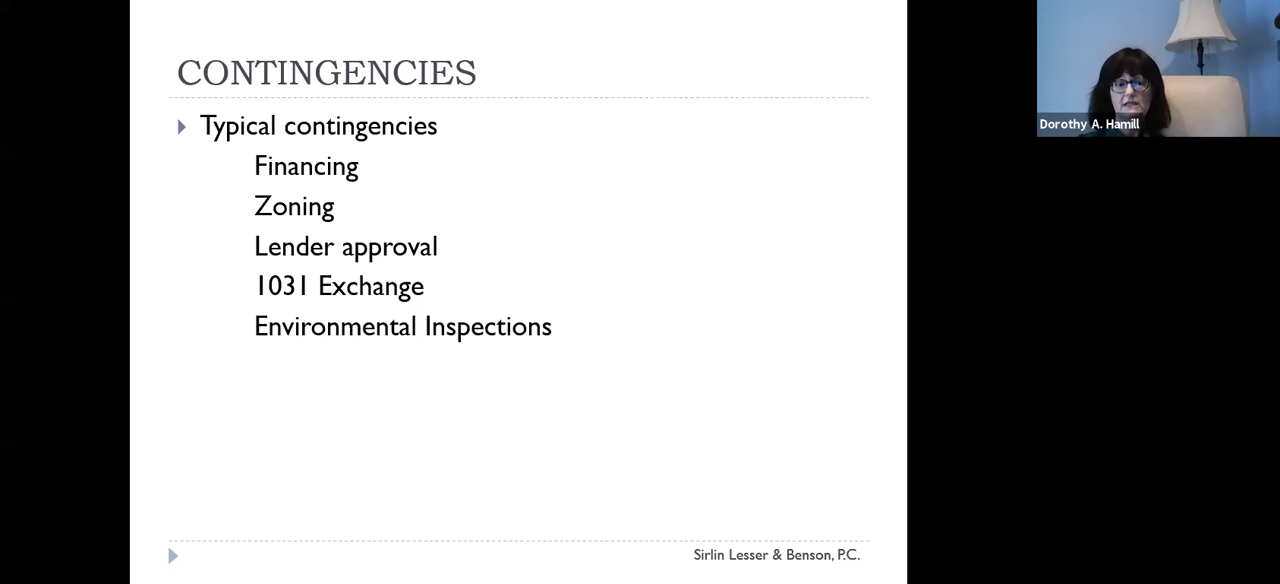 CONTINGENCIES
Typical contingencies
Financing
Zoning
Lender approval
1031 Exchange
Environmental Inspections
Sirlin Lesser & Benson, P.C.
Dorothy A. Hamill